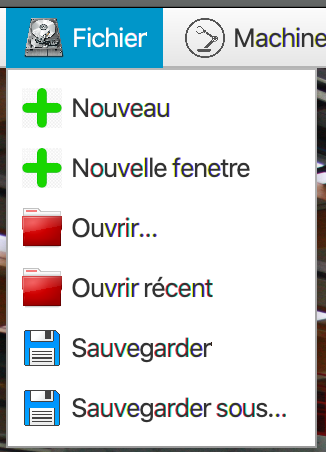 Fichier Machine
Nouveau
Nouvelle fenetre
Ouvrir...
Ouvrir récent
Sauvegarder
Sauvegarder sous...